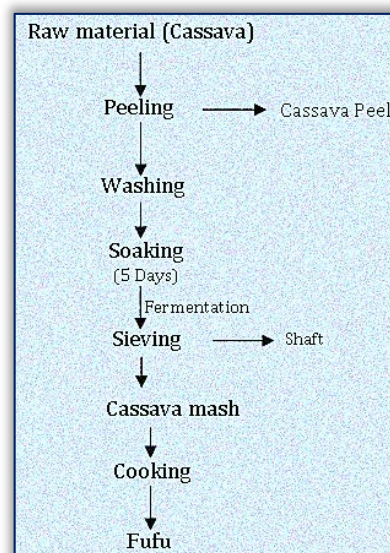 Raw material (Cassava)
Peeling
Cassava Peel
Washing
Soaking
(5 Days)
Fermentation
Sieving
Shaft
Cassava mash
Cooking
Fufu